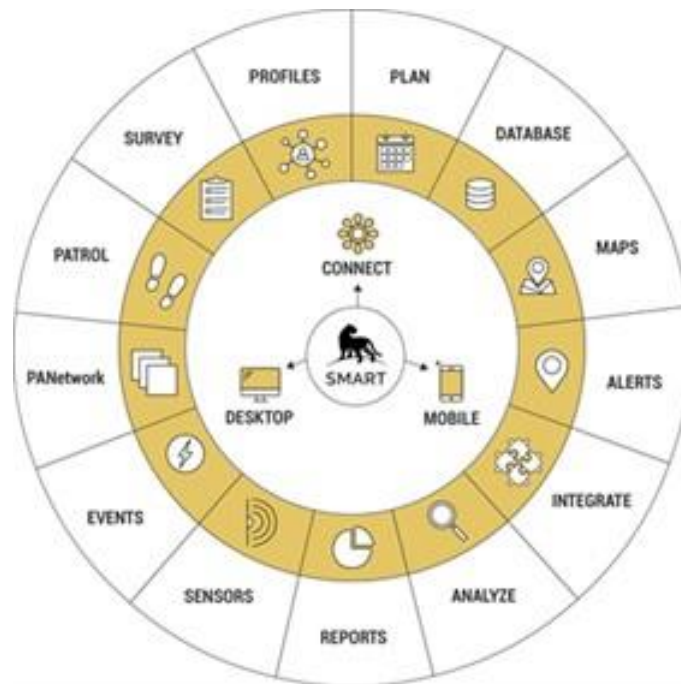 PROFILES
PLAN
DATABASE
MAPS
ALERTS
INTEGRATE
ANALYZE
REPORTS
SENSORS
EVENTS
PANetwork
PATROL
SURVEY
CONNECT
SMART
DESKTOP
MOBILE